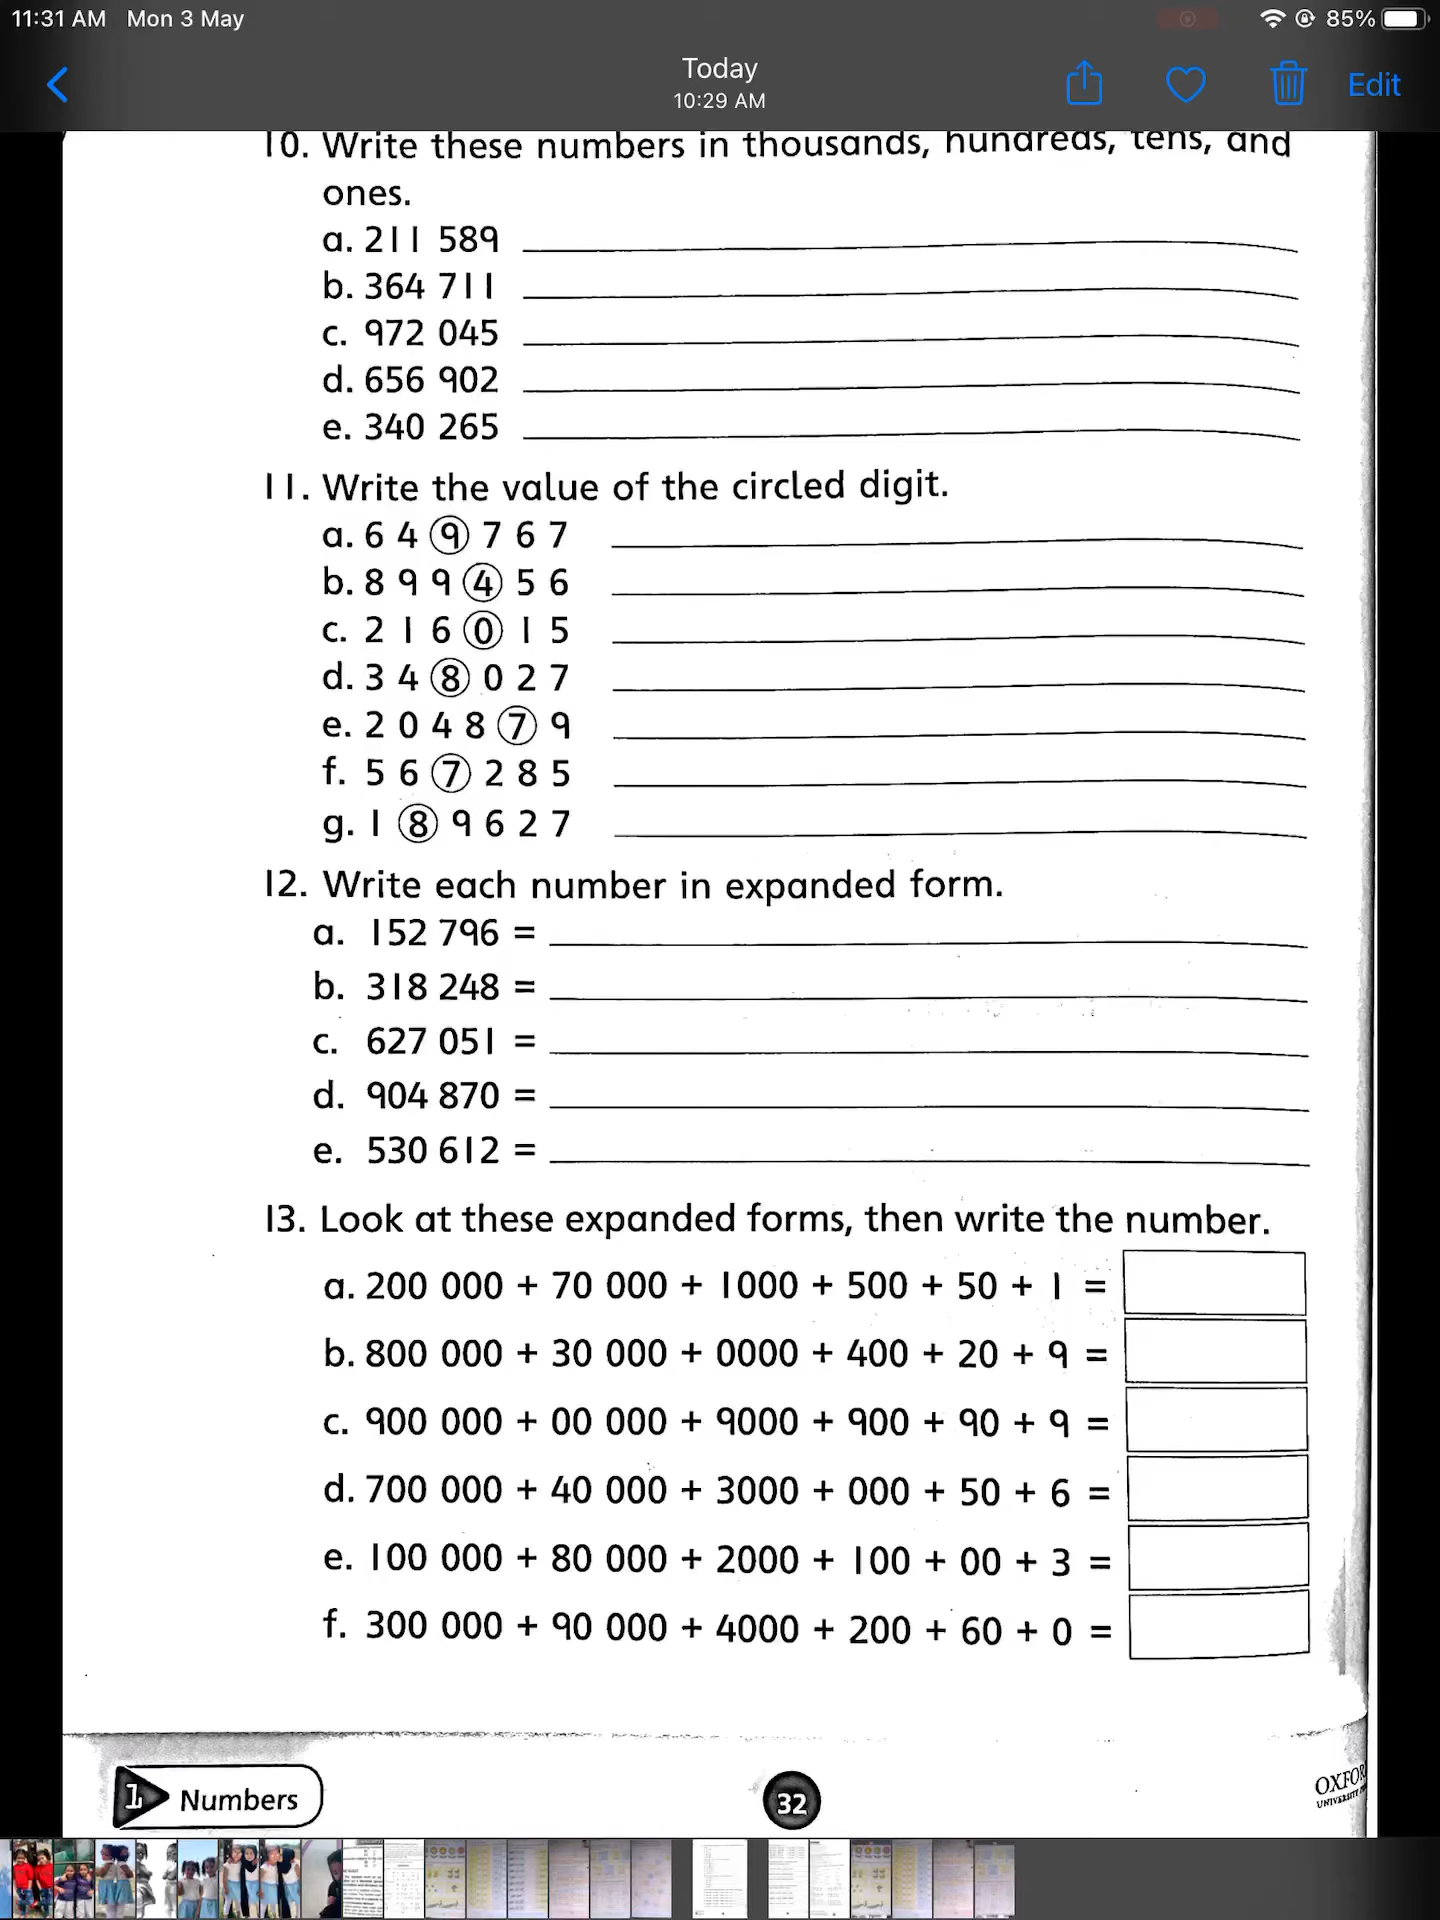 11:31 AM Mon 3 May
85%
Today
10:29 AM
Edit
10. Write these numbers in thousands, hundreds, tens, and
ones.
a. 211 589
b. 364 711
c. 972 045
d. 656 902
e. 340 265
11. Write the value of the circled digit.
a. 6 4 9 7 6 7
b. 8 9 9 4 5 6
c. 2 1 6 0 1 5
d. 3 4 8 0 2 7
e. 2 0 4 8 7 9
f. 5 6 7 2 8 5
g. 1 8 9 6 2 7
12. Write each number in expanded form.
a. 152 796 =
b. 318 248 =
c. 627 051 =
d. 904 870 =
e. 530 612 =
13. Look at these expanded forms, then write the number.
a. 200 000 + 70 000 + 1000 + 500 + 50 + 1 =
b. 800 000 + 30 000 + 0000 + 400 + 20 + 9 =
c. 900 000 + 00 000 + 9000 + 900 + 90 + 9 =
d. 700 000 + 40 000 + 3000 + 000 + 50 + 6 =
e. 100 000 + 80 000 + 2000 + 100 + 00 + 3 =
f. 300 000 + 90 000 + 4000 + 200 + 60 + 0 =
1 Numbers
32
OXFOR
UNIVERSITY